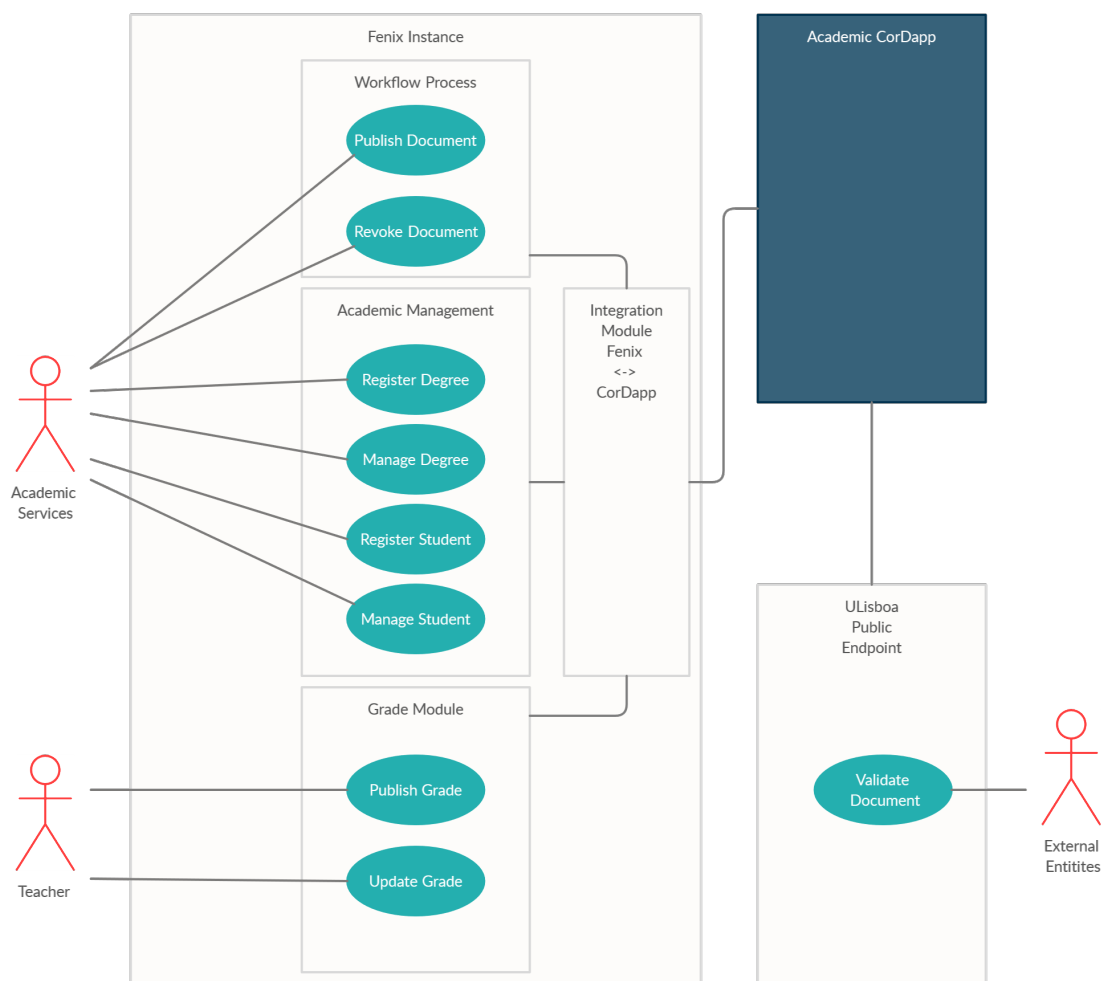 Fenix Instance
Academic CorDapp
Workflow Process
Publish Document
Revoke Document
Academic Management
Register Degree
Manage Degree
Register Student
Manage Student
Integration
Module
Fenix
<->
CorDapp
Academic
Services
Grade Module
Publish Grade
Update Grade
Teacher
ULisboa
Public
Endpoint
Validate
Document
External
Entitites